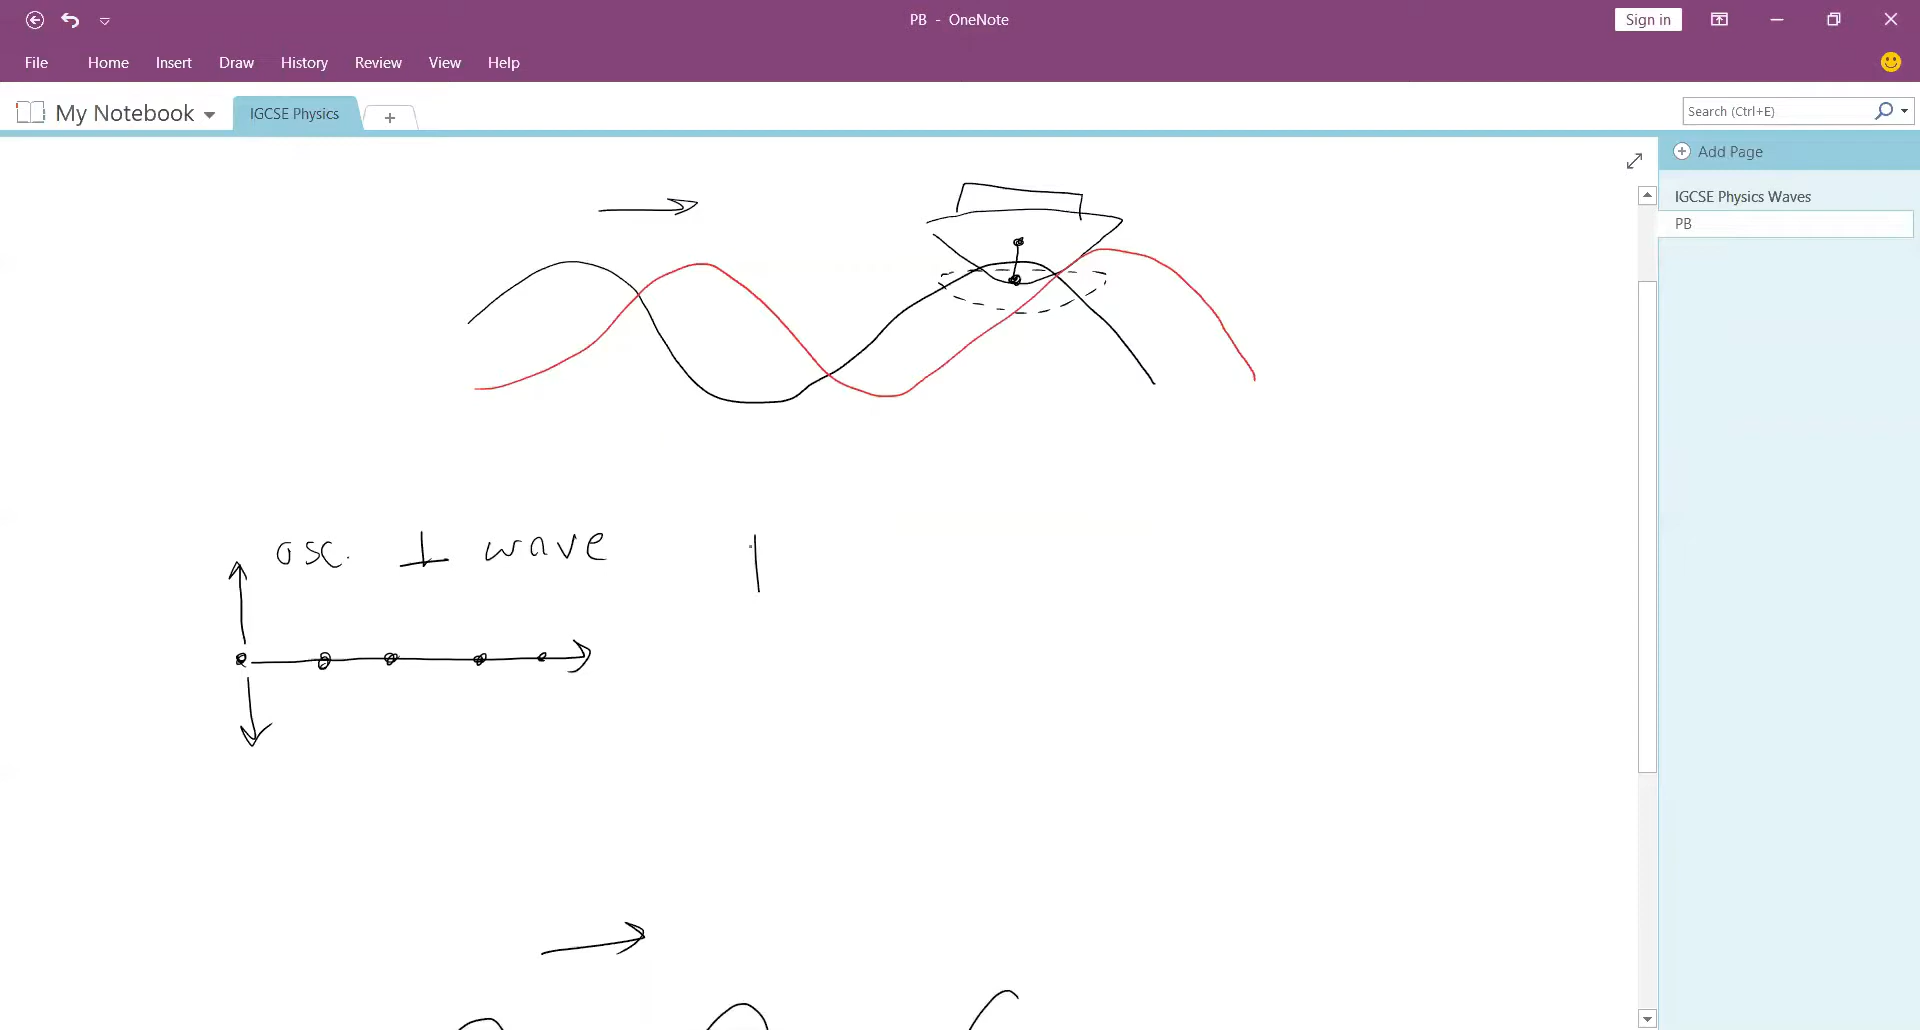 PB - OneNote
Sign in
File Home Insert Draw History Review View Help
My Notebook
IGCSE Physics
+
Search (Ctrl+E)
Add Page
IGCSE Physics Waves
PB
osc. ⊥ wave